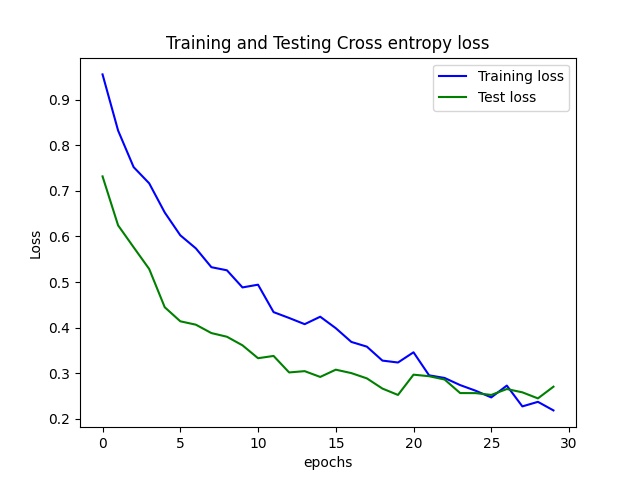 Training and Testing Cross entropy loss
Training loss
Test loss
0.9
0.8
0.7
0.6
0.5
0.4
0.3
0.2
Loss
0 5 10 15 20 25 30
epochs